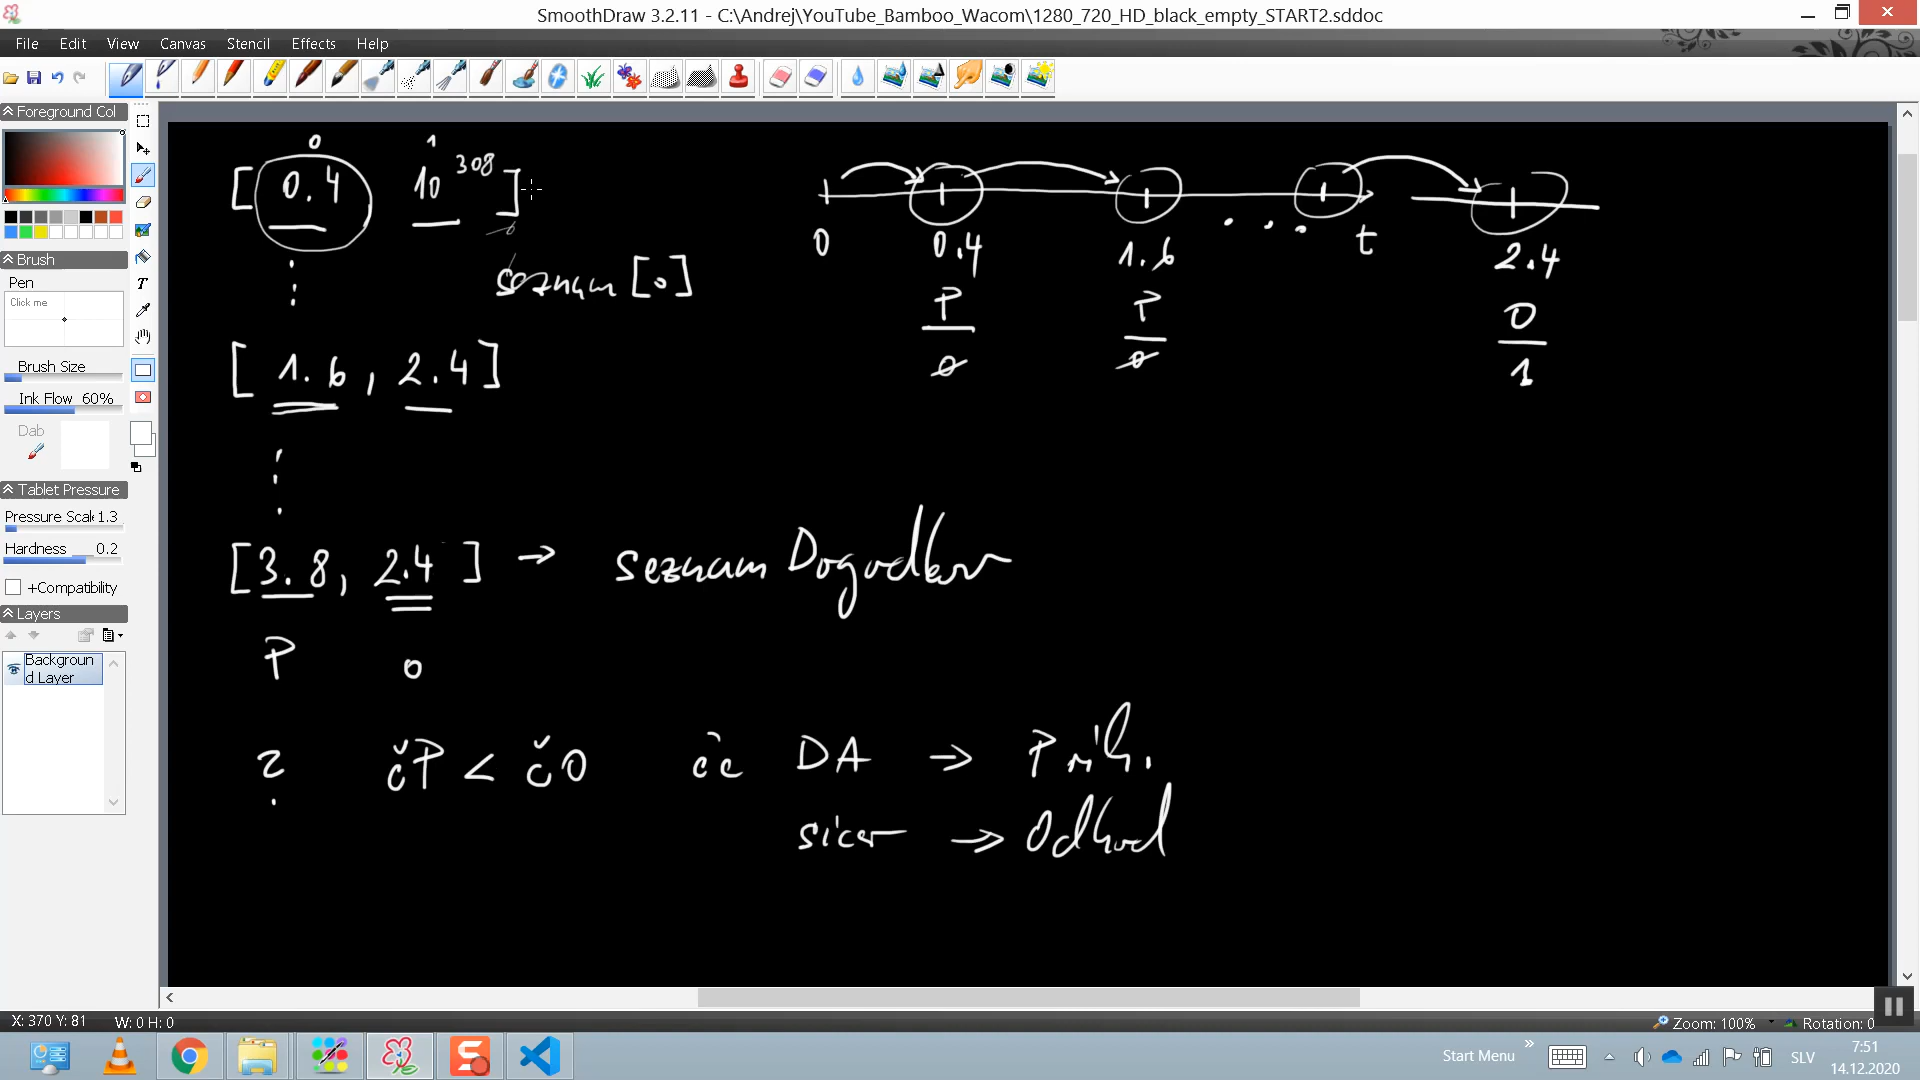 SmoothDraw 3.2.11 - C:\Andrej\YouTube_Bamboo_Wacom\1280_720_HD_black_empty_START2.sddoc
File Edit View Canvas Stencil Effects Help
Foreground Col
Brush
Pen
Click me
Brush Size
Ink Flow 60%
Dab
Tablet Pressure
Pressure Scale 1.3
Hardness 0.2
+Compatibility
Layers
Backgroun
d Layer
0 1
[ 0.4 10^308 ]
⋮
seznam [0]
[ 1.6 , 2.4 ]
⋮
[ 3.8 , 2.4 ] → seznam Dogodkov
P O
? čP < čO če DA → Prih.
sicer → Odhod
0 0.4 1.6 ... t 2.4
P P O
0 0 1
X: 370 Y: 81 W: 0 H: 0
Zoom: 100% Rotation: 0
Start Menu » SLV
7:51
14.12.2020